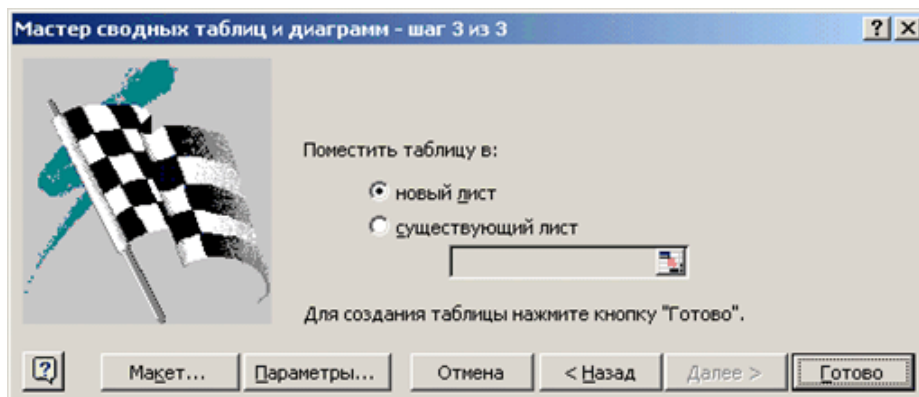 Мастер сводных таблиц и диаграмм - шаг 3 из 3
Поместить таблицу в:
новый лист
существующий лист
Для создания таблицы нажмите кнопку "Готово".
Макет... Параметры... Отмена < Назад Далее > Готово